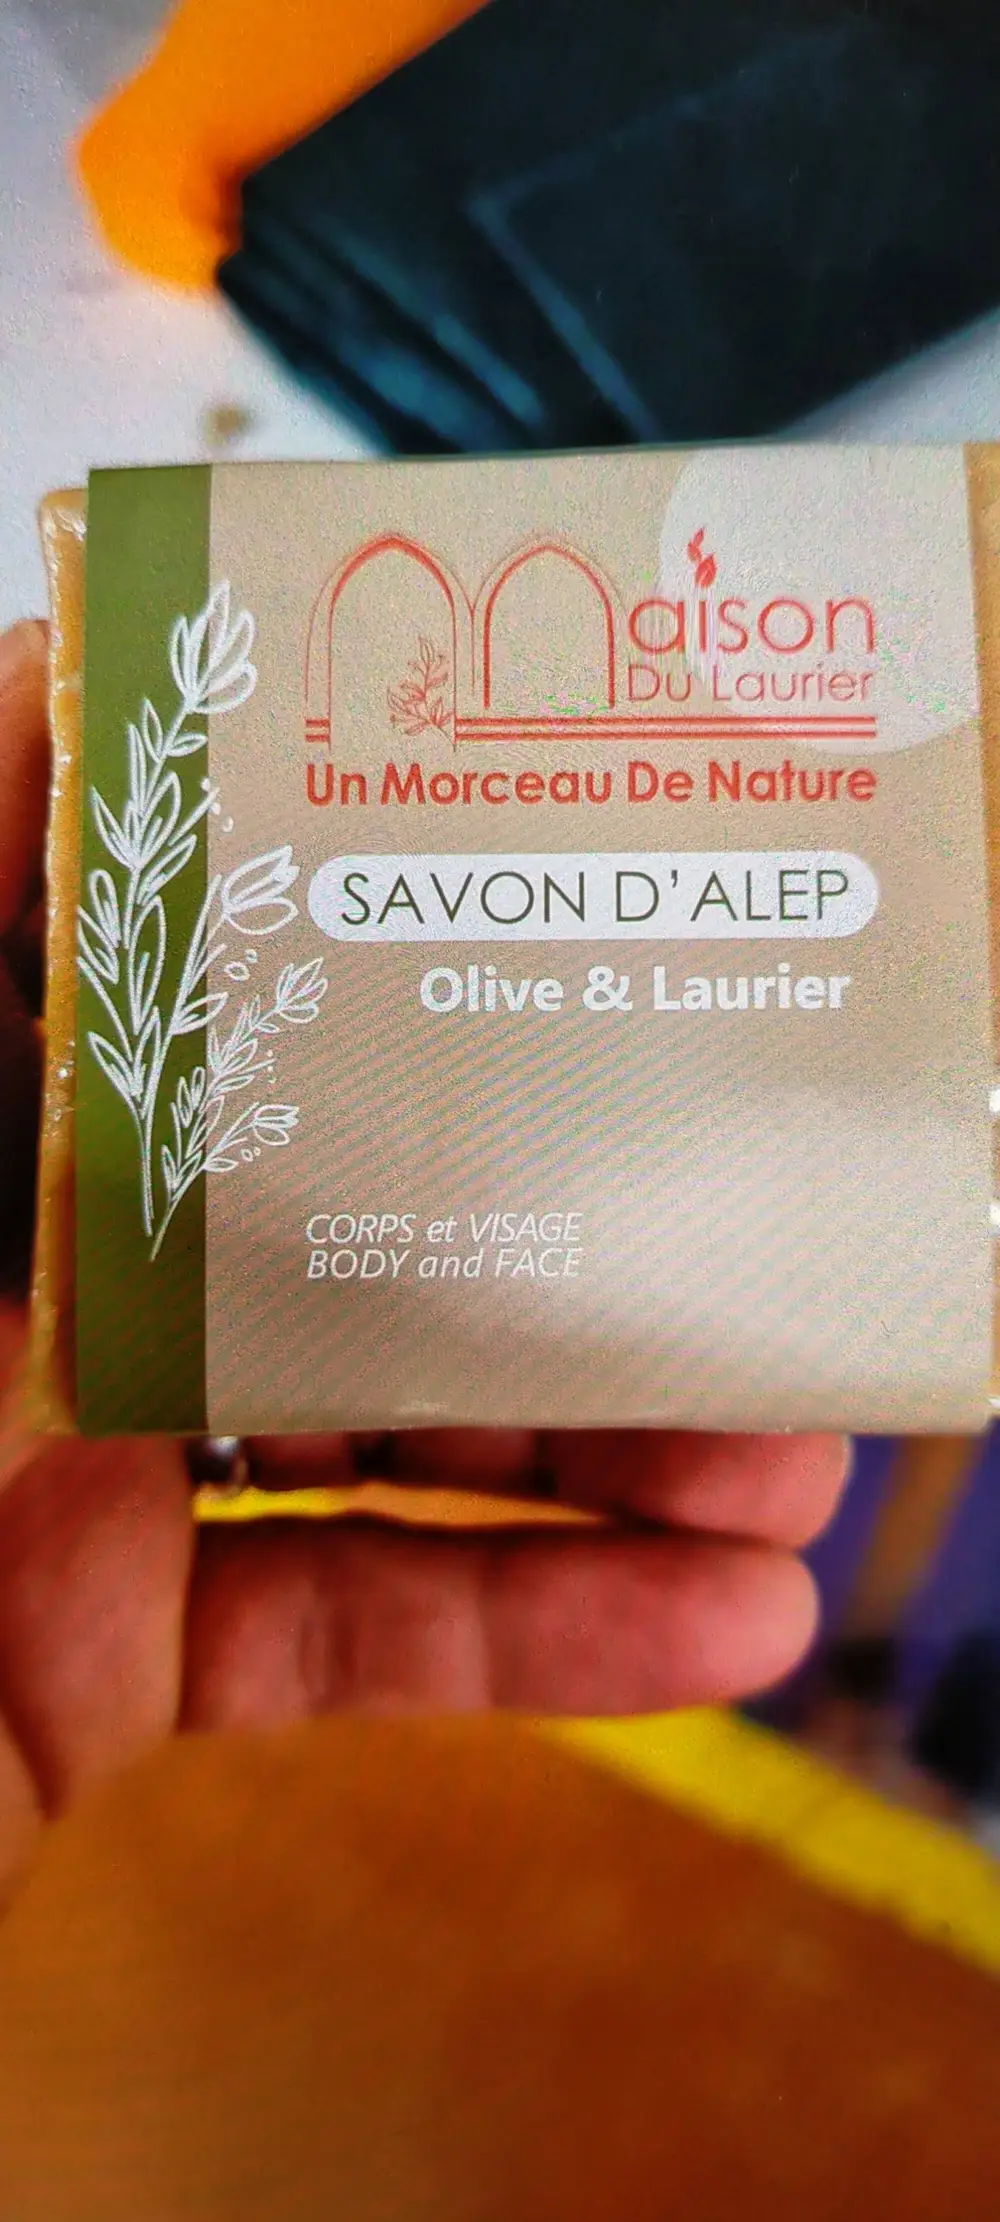 Maison
Du Laurier
Un Morceau De Nature
SAVON D'ALEP
Olive & Laurier
CORPS et VISAGE
BODY and FACE